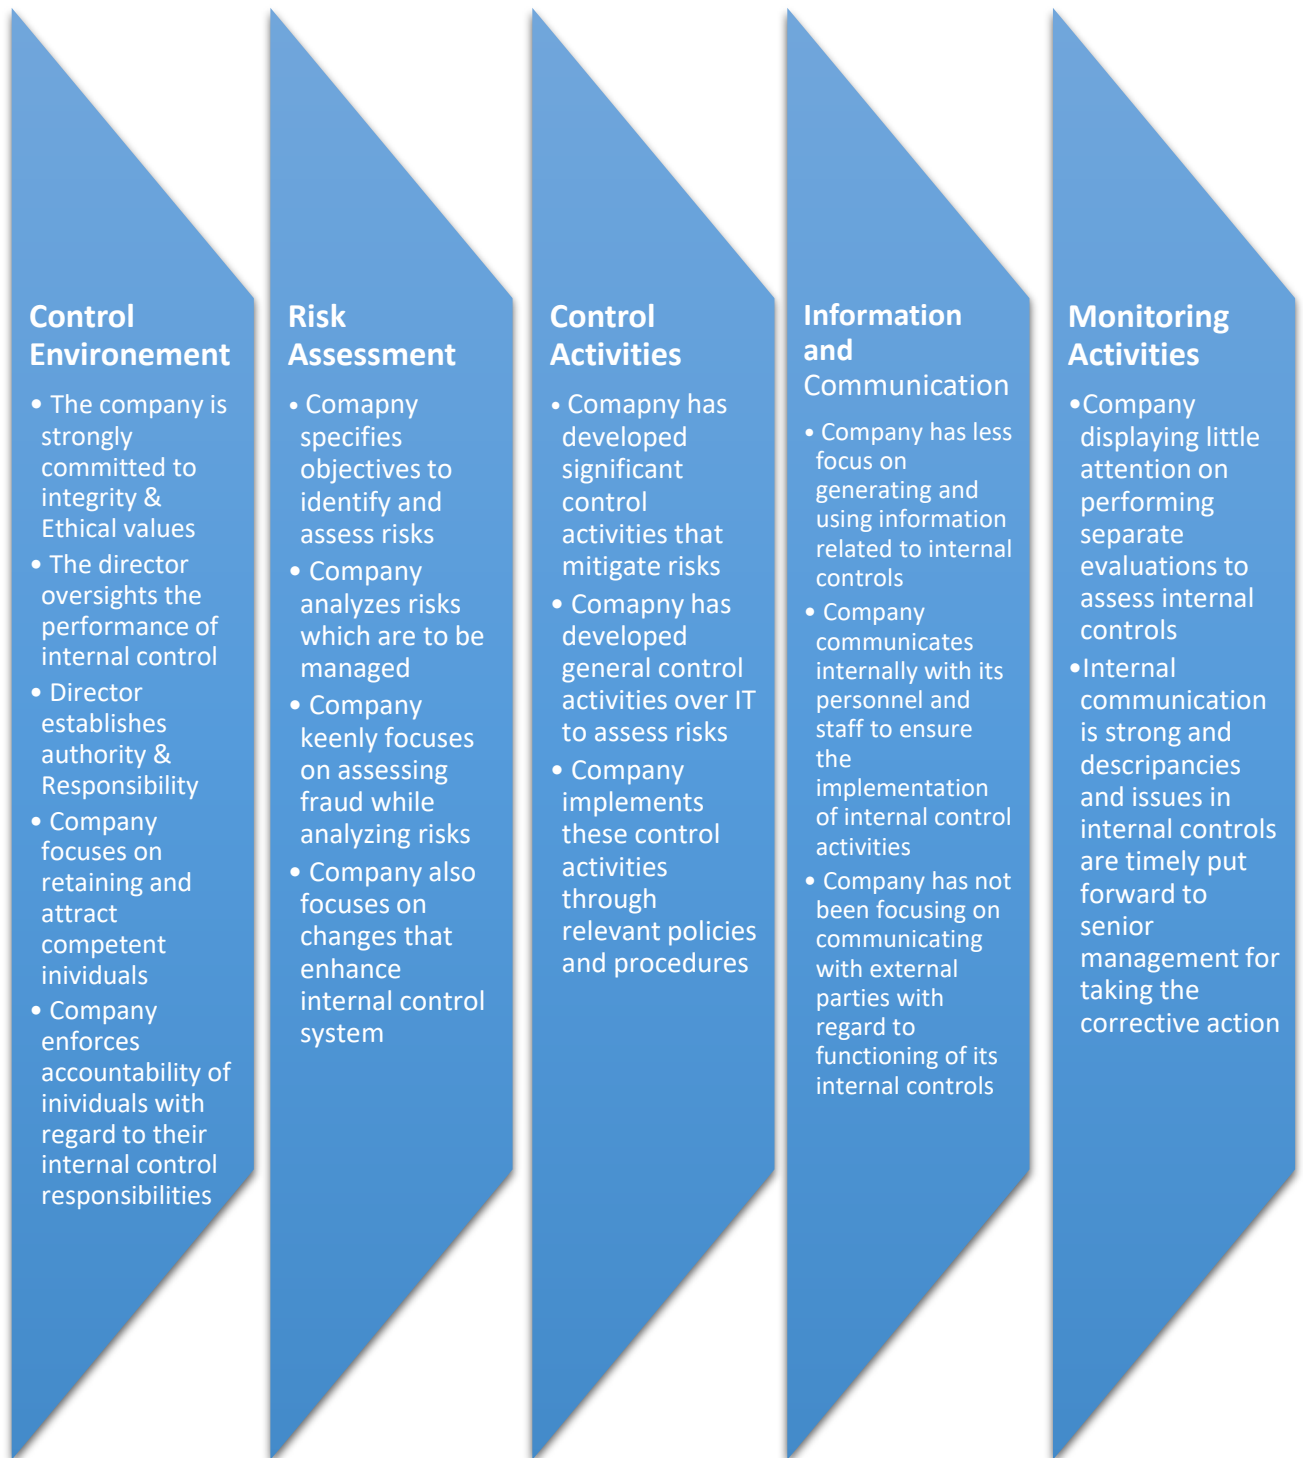 Control
Environement
• The company is
strongly
committed to
integrity &
Ethical values
• The director
oversights the
performance of
internal control
• Director
establishes
authority &
Responsibility
• Company
focuses on
retaining and
attract
competent
inividuals
• Company
enforces
accountability of
inividuals with
regard to their
internal control
responsibilities
Risk
Assessment
• Comapny
specifies
objectives to
identify and
assess risks
• Company
analyzes risks
which are to be
managed
• Company
keenly focuses
on assessing
fraud while
analyzing risks
• Company also
focuses on
changes that
enhance
internal control
system
Control
Activities
• Comapny has
developed
significant
control
activities that
mitigate risks
• Comapny has
developed
general control
activities over IT
to assess risks
• Company
implements
these control
activities
through
relevant policies
and procedures
Information
and
Communication
• Company has less
focus on
generating and
using information
related to internal
controls
• Company
communicates
internally with its
personnel and
staff to ensure
the
implementation
of internal control
activities
• Company has not
been focusing on
communicating
with external
parties with
regard to
functioning of its
internal controls
Monitoring
Activities
•Company
displaying little
attention on
performing
separate
evaluations to
assess internal
controls
•Internal
communication
is strong and
descripancies
and issues in
internal controls
are timely put
forward to
senior
management for
taking the
corrective action